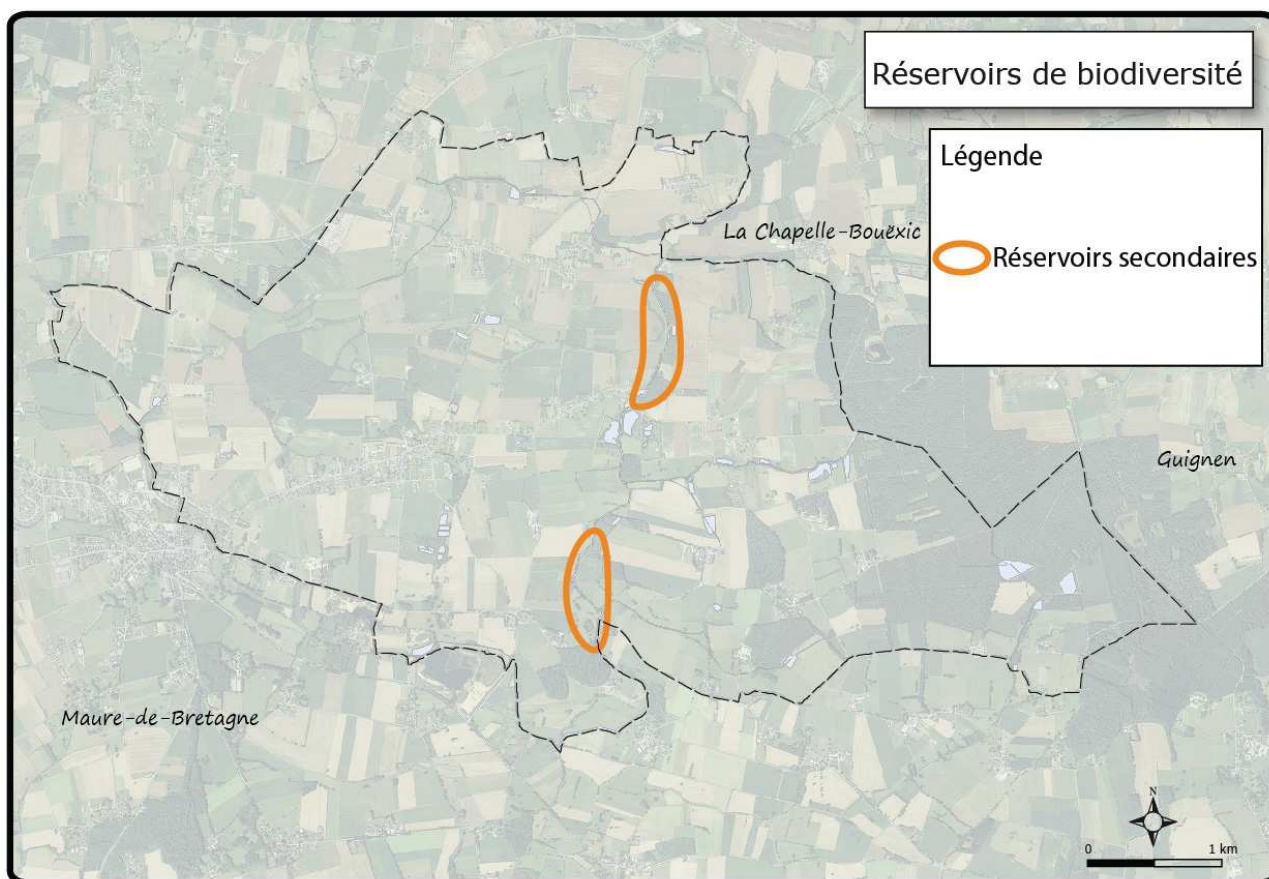 Réservoirs de biodiversité
Légende
Réservoirs secondaires
La Chapelle-Bouëxic
Guignen
Maure-de-Bretagne
N
0 1 km